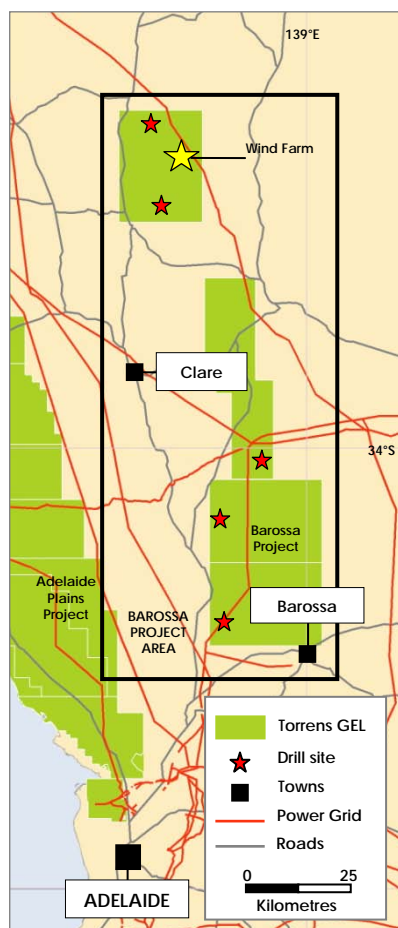 139°E
Wind Farm
Clare
34°S
Barossa
Project
Adelaide
Plains
Project
BAROSSA
PROJECT
AREA
Barossa
Torrens GEL
Drill site
Towns
Power Grid
Roads
0 25
Kilometres
ADELAIDE